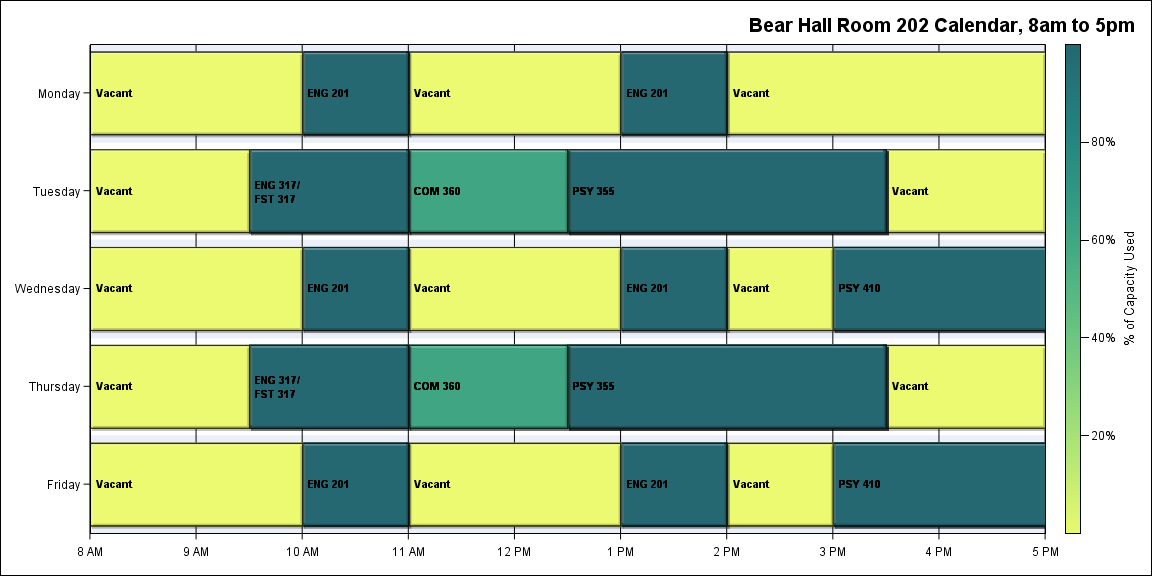 Bear Hall Room 202 Calendar, 8am to 5pm
Monday
Vacant
ENG 201
Vacant
ENG 201
Vacant
Tuesday
Vacant
ENG 317/
FST 317
COM 360
PSY 355
Vacant
Wednesday
Vacant
ENG 201
Vacant
ENG 201
Vacant
PSY 410
Thursday
Vacant
ENG 317/
FST 317
COM 360
PSY 355
Vacant
Friday
Vacant
ENG 201
Vacant
ENG 201
Vacant
PSY 410
8 AM
9 AM
10 AM
11 AM
12 PM
1 PM
2 PM
3 PM
4 PM
5 PM
80%
60%
40%
20%
% of Capacity Used